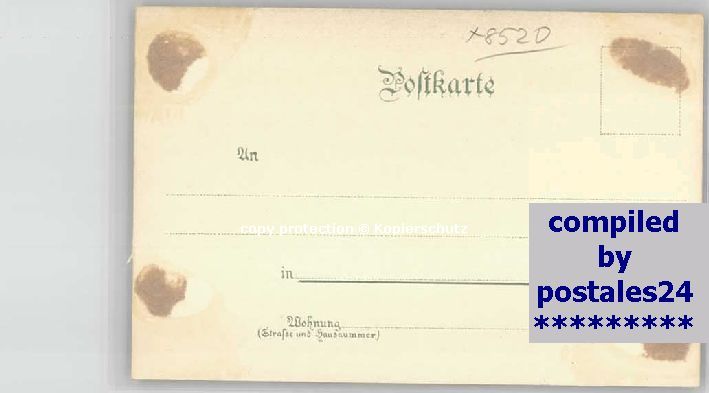 x8520
Postkarte
An
copy protection © Kopierschutz
in
Wohnung
(Straße und Hausnummer)
compiled
by
postales24
*********